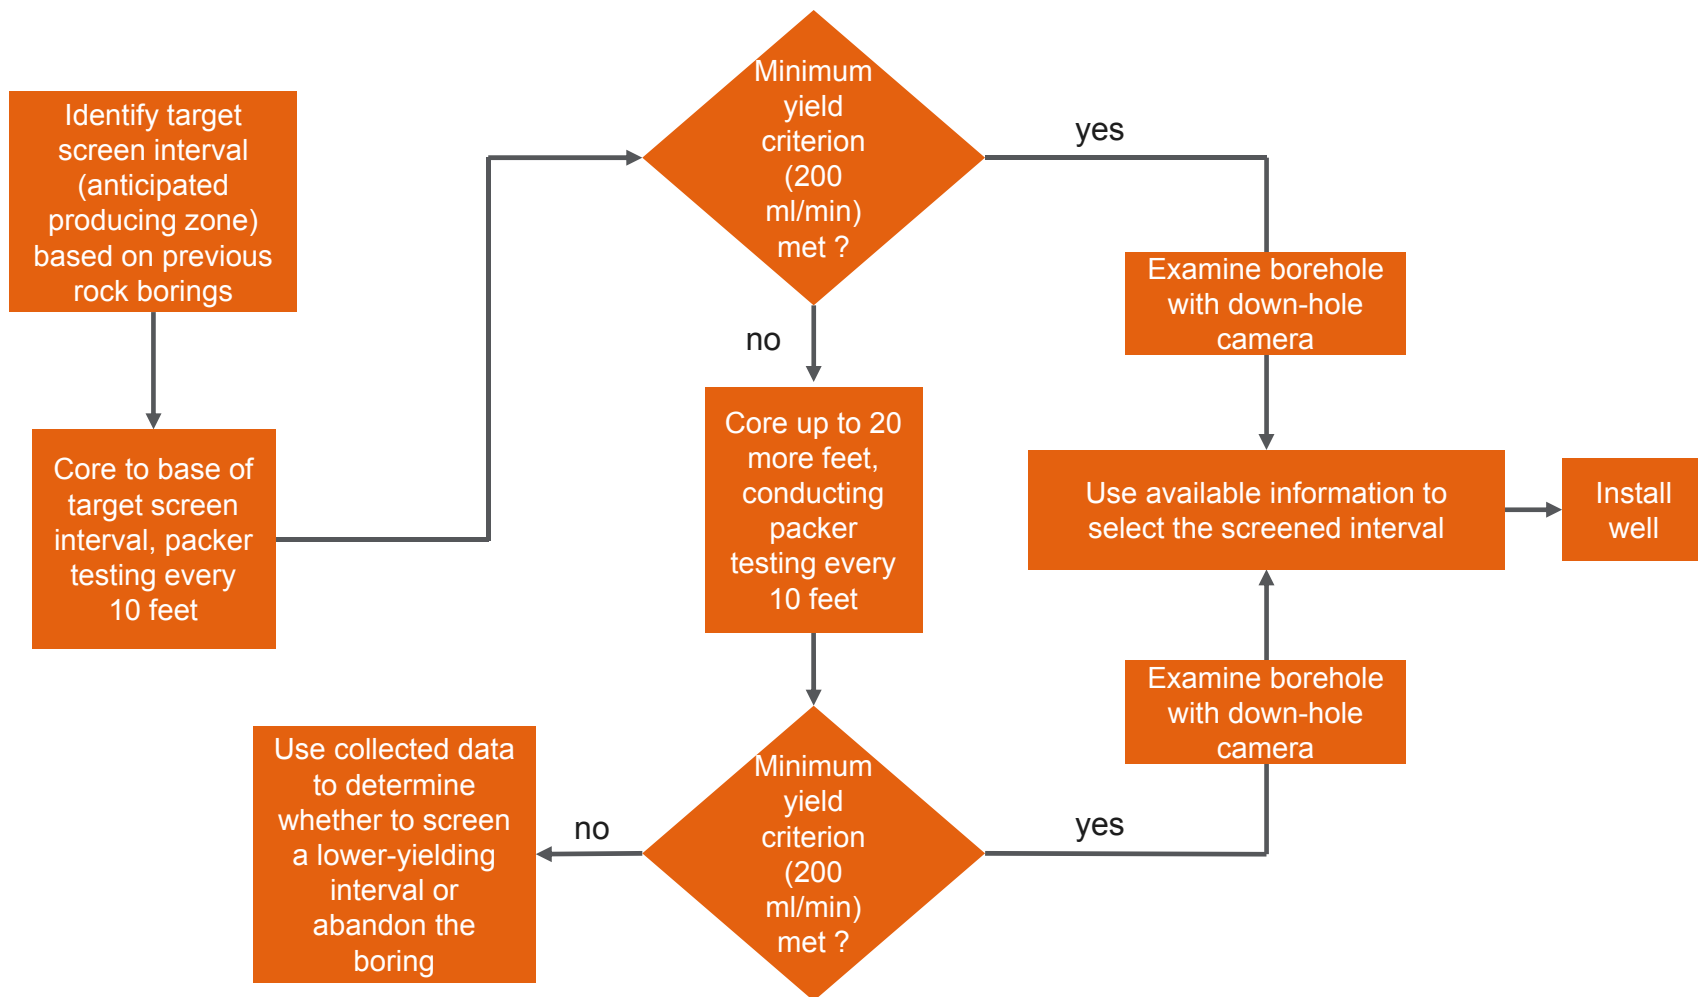 Identify target
screen interval
(anticipated
producing zone)
based on previous
rock borings
Core to base of
target screen
interval, packer
testing every
10 feet
Minimum
yield
criterion
(200
ml/min)
met ?
yes
no
Examine borehole
with down-hole
camera
Core up to 20
more feet,
conducting
packer
testing every
10 feet
Use available information to
select the screened interval
Install
well
Minimum
yield
criterion
(200
ml/min)
met ?
yes
no
Examine borehole
with down-hole
camera
Use collected data
to determine
whether to screen
a lower-yielding
interval or
abandon the
boring